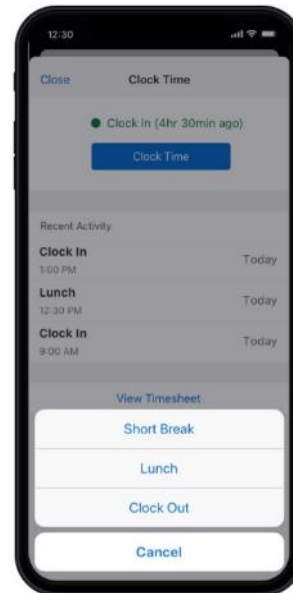 12:30
Close Clock Time
Clock In (4hr 30min ago)
Clock Time
Recent Activity
Clock In
1:00 PM
Today
Lunch
12:30 PM
Today
Clock In
9:00 AM
Today
View Timesheet
Short Break
Lunch
Clock Out
Cancel